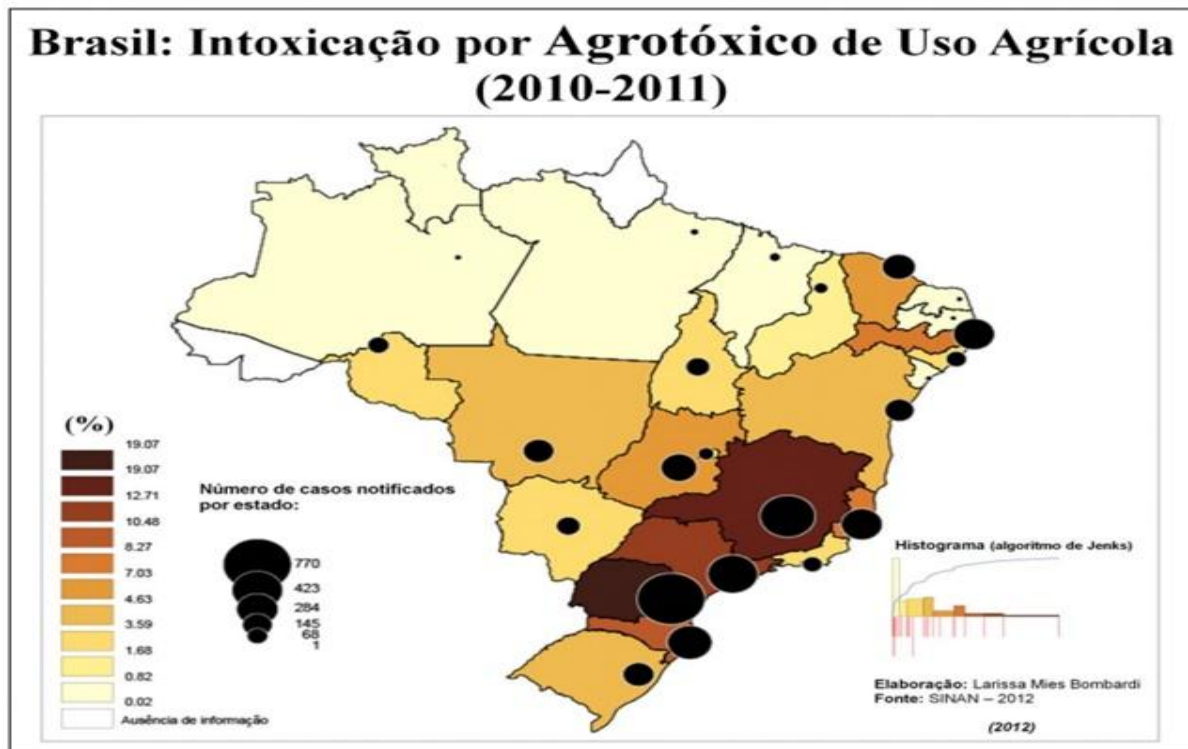 Brasil: Intoxicação por Agrotóxico de Uso Agrícola
(2010-2011)
(%)
19.07
19.07
12.71
10.48
8.27
7.03
4.63
3.59
1.68
0.82
0.02
Ausência de informação
Número de casos notificados
por estado:
770
423
284
145
68
1
Histograma (algoritmo de Jenks)
Elaboração: Larissa Mies Bombardi
Fonte: SINAN – 2012
(2012)